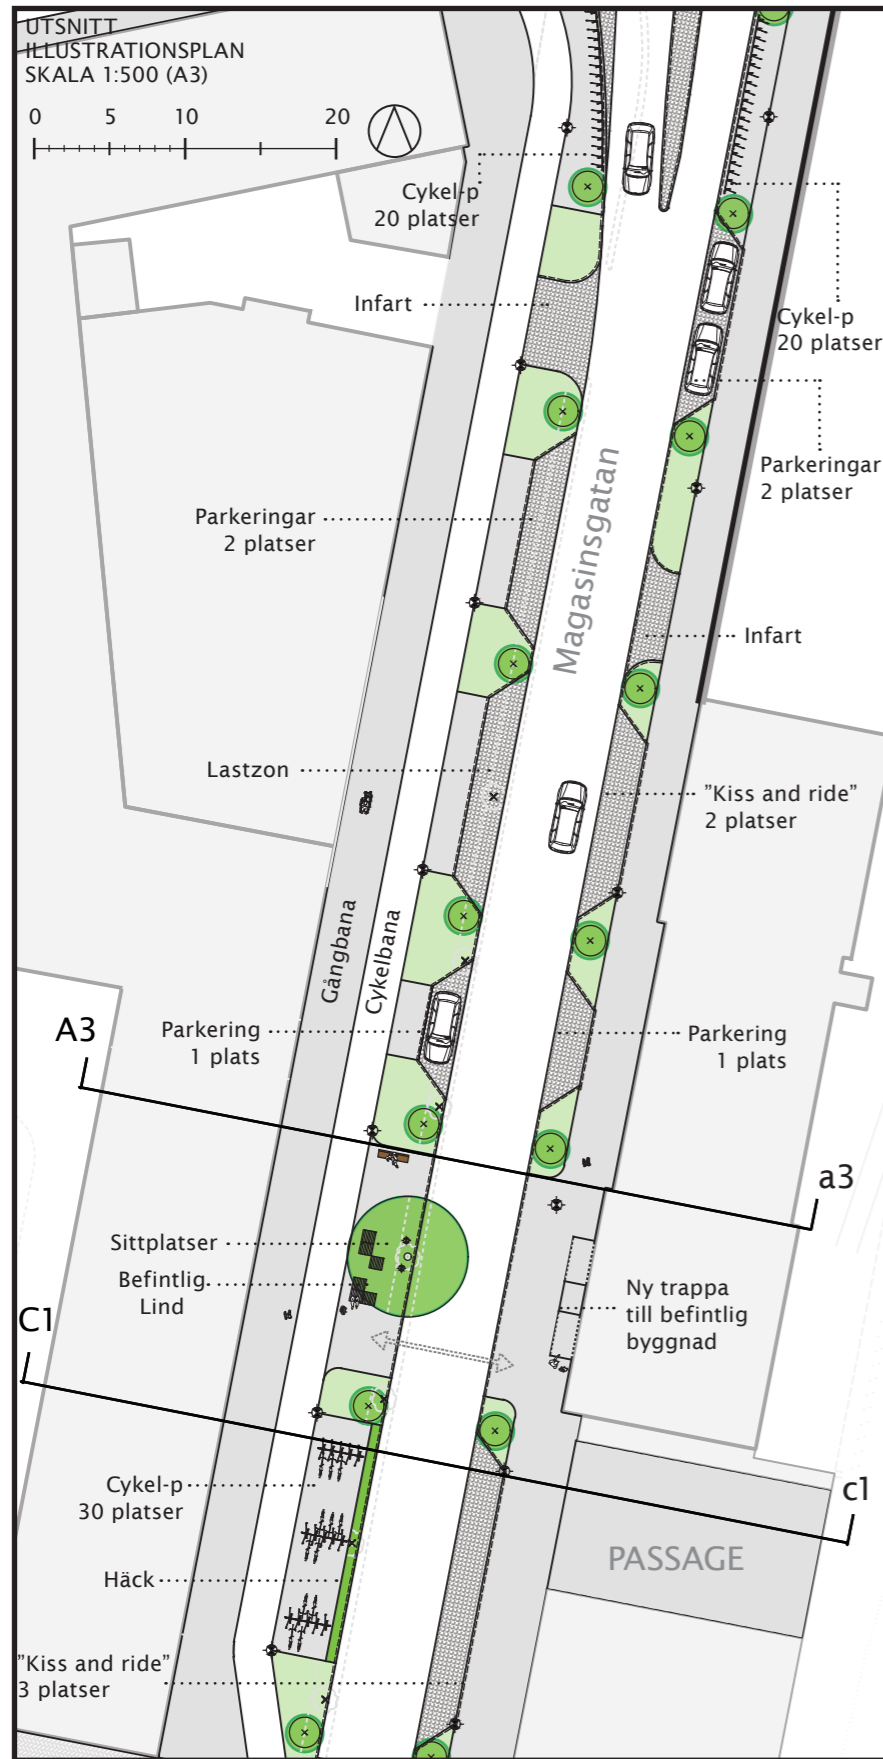 UTSNITT
ILLUSTRATIONSPLAN
SKALA 1:500 (A3)
0 5 10 20
Cykel-p
20 platser
Infart
Cykel-p
20 platser
Parkeringar
2 platser
Parkeringar
2 platser
Magasinsgatan
Infart
Lastzon
"Kiss and ride"
2 platser
Gångbana
Cykelbana
A3
Parkering
1 plats
Parkering
1 plats
a3
Sittplatser
Befintlig
Lind
Ny trappa
till befintlig
byggnad
C1
c1
Cykel-p
30 platser
PASSAGE
Häck
"Kiss and ride"
3 platser